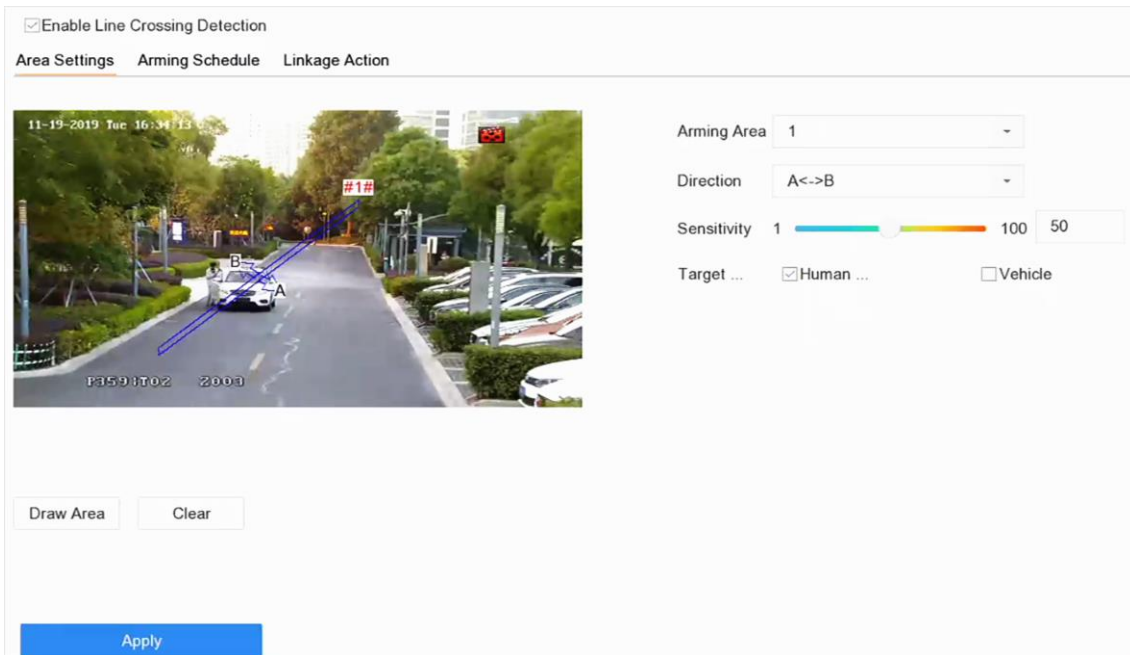 Enable Line Crossing Detection
Area Settings Arming Schedule Linkage Action
11-19-2019 Tue 16:34:13
#1#
B
A
2003
Arming Area 1
Direction A<->B
Sensitivity 1 100 50
Target ... Human ... Vehicle
Draw Area Clear
Apply